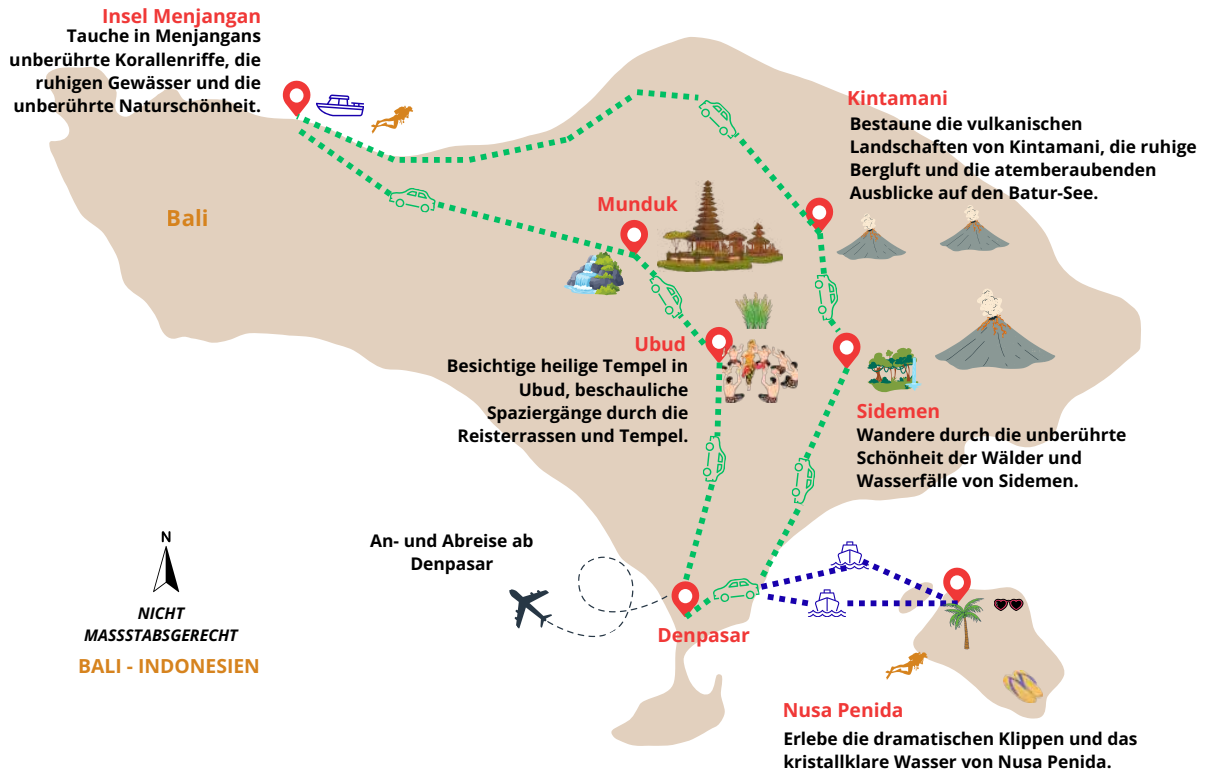 Insel Menjangan
Tauche in Menjangans
unberührte Korallenriffe, die
ruhigen Gewässer und die
unberührte Naturschönheit.
Kintamani
Bestaune die vulkanischen
Landschaften von Kintamani, die ruhige
Bergluft und die atemberaubenden
Ausblicke auf den Batur-See.
Bali
Munduk
Ubud
Besichtige heilige Tempel in
Ubud, beschauliche
Spaziergänge durch die
Reisterrassen und Tempel.
Sidemen
Wandere durch die unberührte
Schönheit der Wälder und
Wasserfälle von Sidemen.
An- und Abreise ab
Denpasar
N
NICHT
MASSSTABSGERECHT
BALI - INDONESIEN
Denpasar
Nusa Penida
Erlebe die dramatischen Klippen und das
kristallklare Wasser von Nusa Penida.